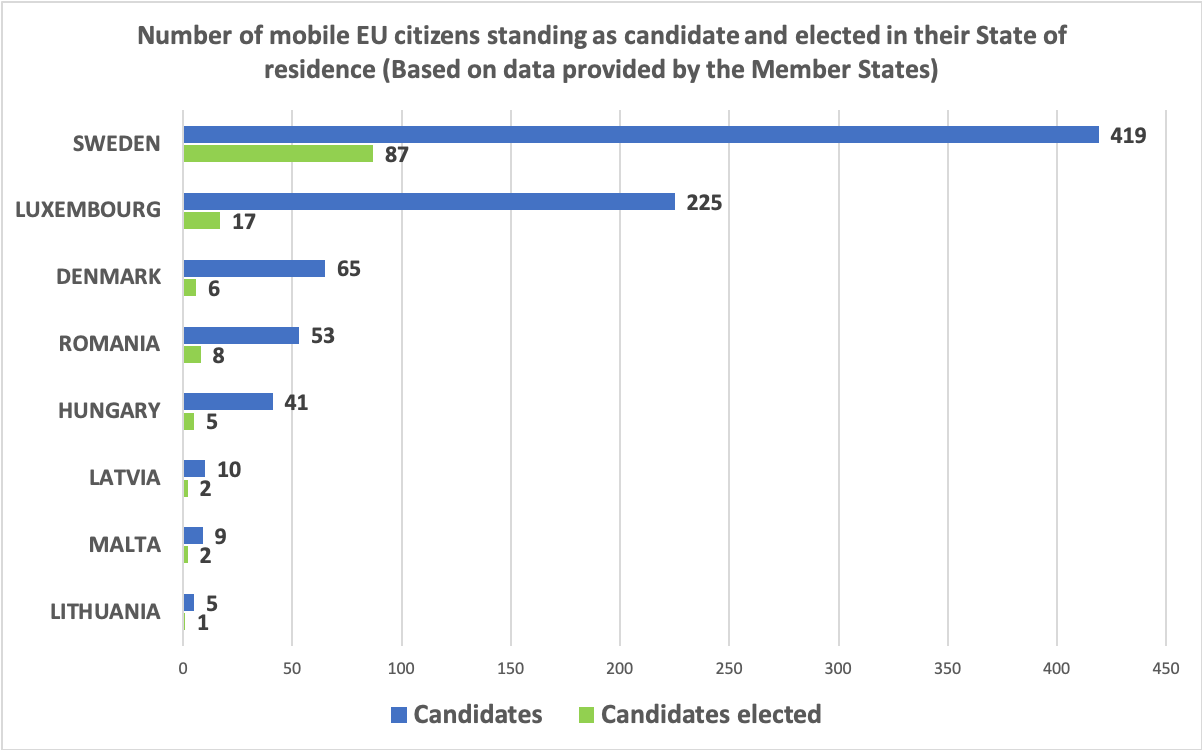 Number of mobile EU citizens standing as candidate and elected in their State of
residence (Based on data provided by the Member States)
SWEDEN
419
87
LUXEMBOURG
225
17
DENMARK
65
6
ROMANIA
53
8
HUNGARY
41
5
LATVIA
10
2
MALTA
9
2
LITHUANIA
5
1
0 50 100 150 200 250 300 350 400 450
Candidates Candidates elected